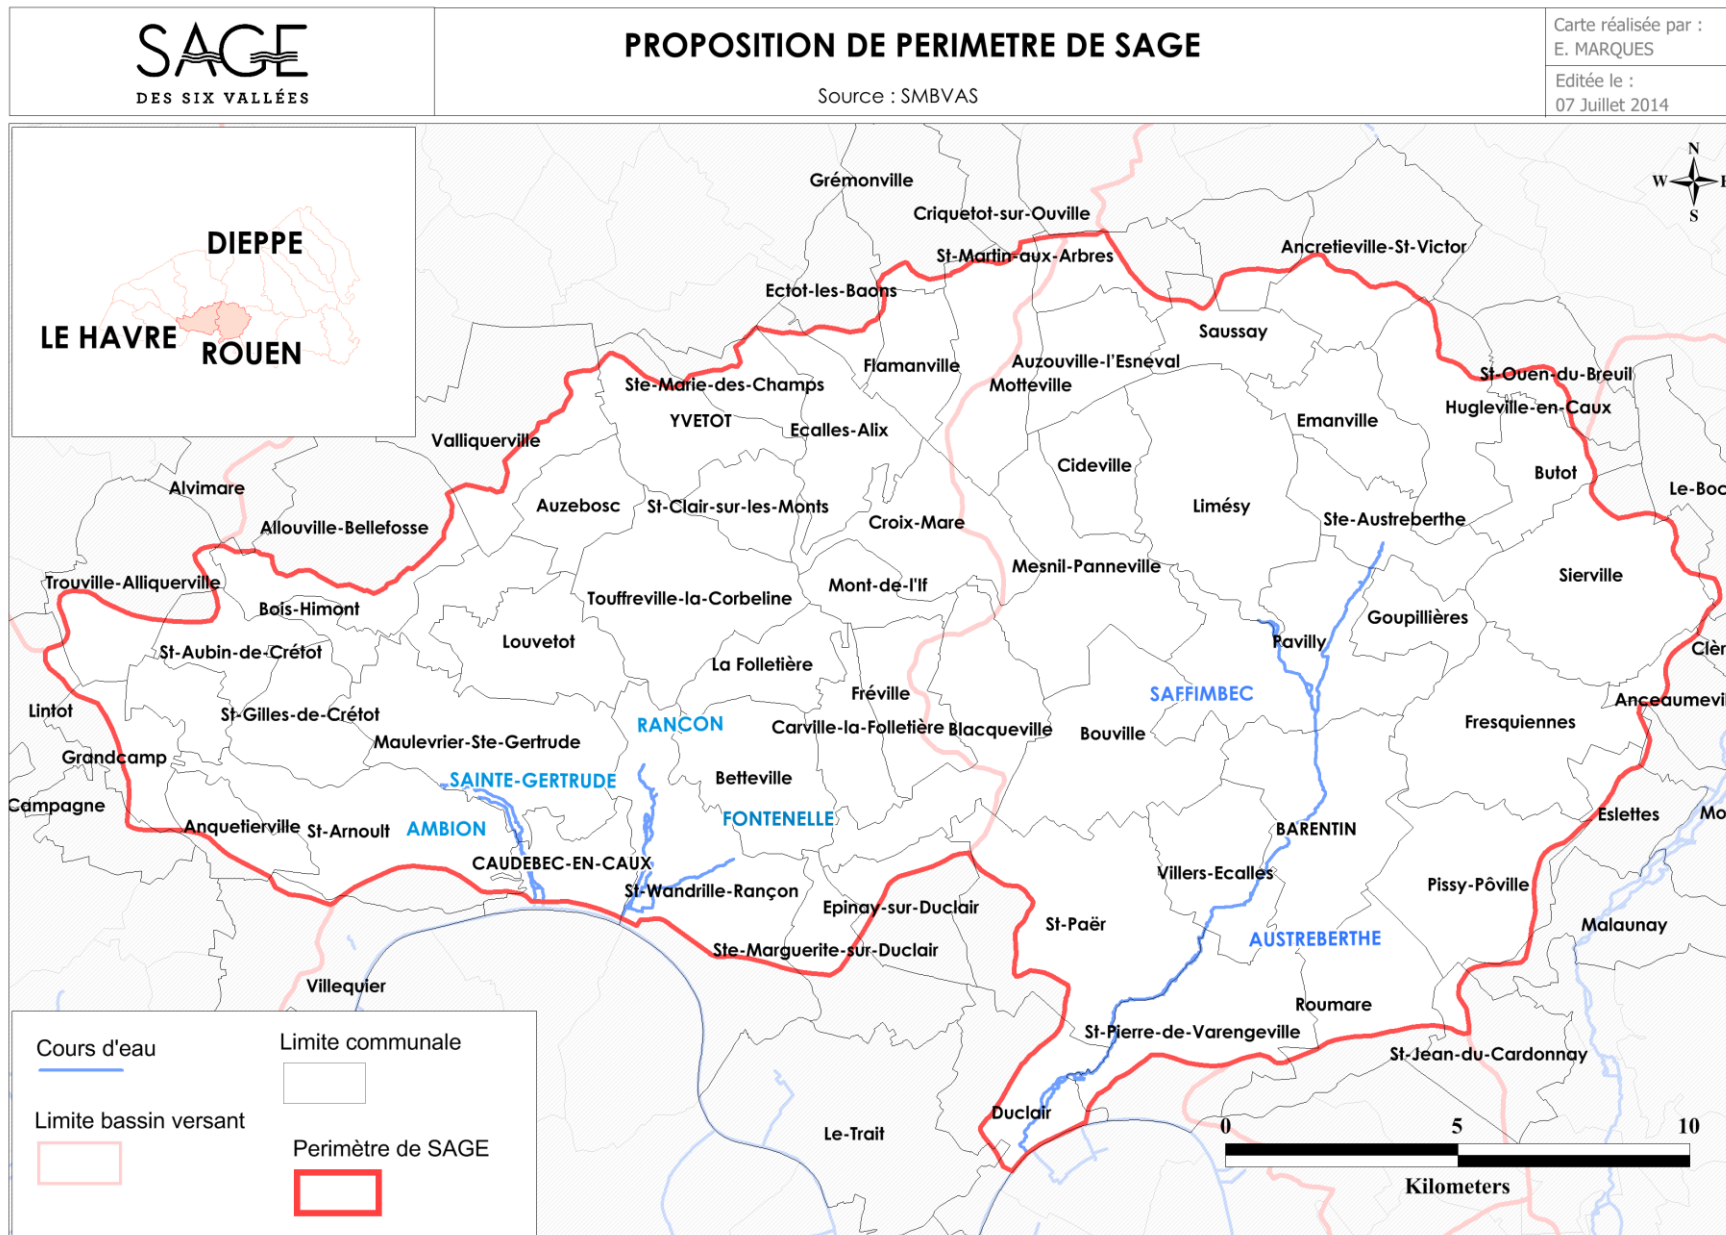 SAGE
DES SIX VALLÉES
PROPOSITION DE PERIMETRE DE SAGE
Source : SMBVAS
Carte réalisée par :
E. MARQUES
Editée le :
07 Juillet 2014
DIEPPE
LE HAVRE
ROUEN
N
W
E
S
Grémonville
Criquetot-sur-Ouville
St-Martin-aux-Arbres
Ancretieville-St-Victor
Ectot-les-Baons
Saussay
Flamanville
Auzouville-l'Esneval
Motteville
St-Ouen-du-Breuil
Hugleville-en-Caux
Ste-Marie-des-Champs
YVETOT
Ecalles-Alix
Emanville
Valliquerville
Cideville
Butot
Alvimare
Le-Boc
Auzebosc
St-Clair-sur-les-Monts
Limésy
Allouville-Bellefosse
Croix-Mare
Ste-Austreberthe
Trouville-Alliquerville
Mesnil-Panneville
Sierville
Bois-Himont
Touffreville-la-Corbeline
Mont-de-l'If
Goupillières
Louvetot
Pavilly
St-Aubin-de-Crétot
La Folletière
Clèr
Fréville
SAFFIMBEC
Anceaumevil
Lintot
St-Gilles-de-Crétot
RANCON
Carville-la-Folletière
Blacqueville
Bouville
Fresquiennes
Maulevrier-Ste-Gertrude
Grandcamp
SAINTE-GERTRUDE
Betteville
Campagne
Anquetierville
St-Arnoult
AMBION
FONTENELLE
BARENTIN
Eslettes
Mo
CAUDEBEC-EN-CAUX
Villers-Ecalles
St-Wandrille-Rançon
Pissy-Pôville
Epinay-sur-Duclair
St-Paër
Malaunay
AUSTREBERTHE
Ste-Marguerite-sur-Duclair
Villequier
Roumare
St-Pierre-de-Varengeville
St-Jean-du-Cardonnay
Duclair
Le-Trait
Cours d'eau
Limite communale
Limite bassin versant
Perimètre de SAGE
0
5
10
Kilometers